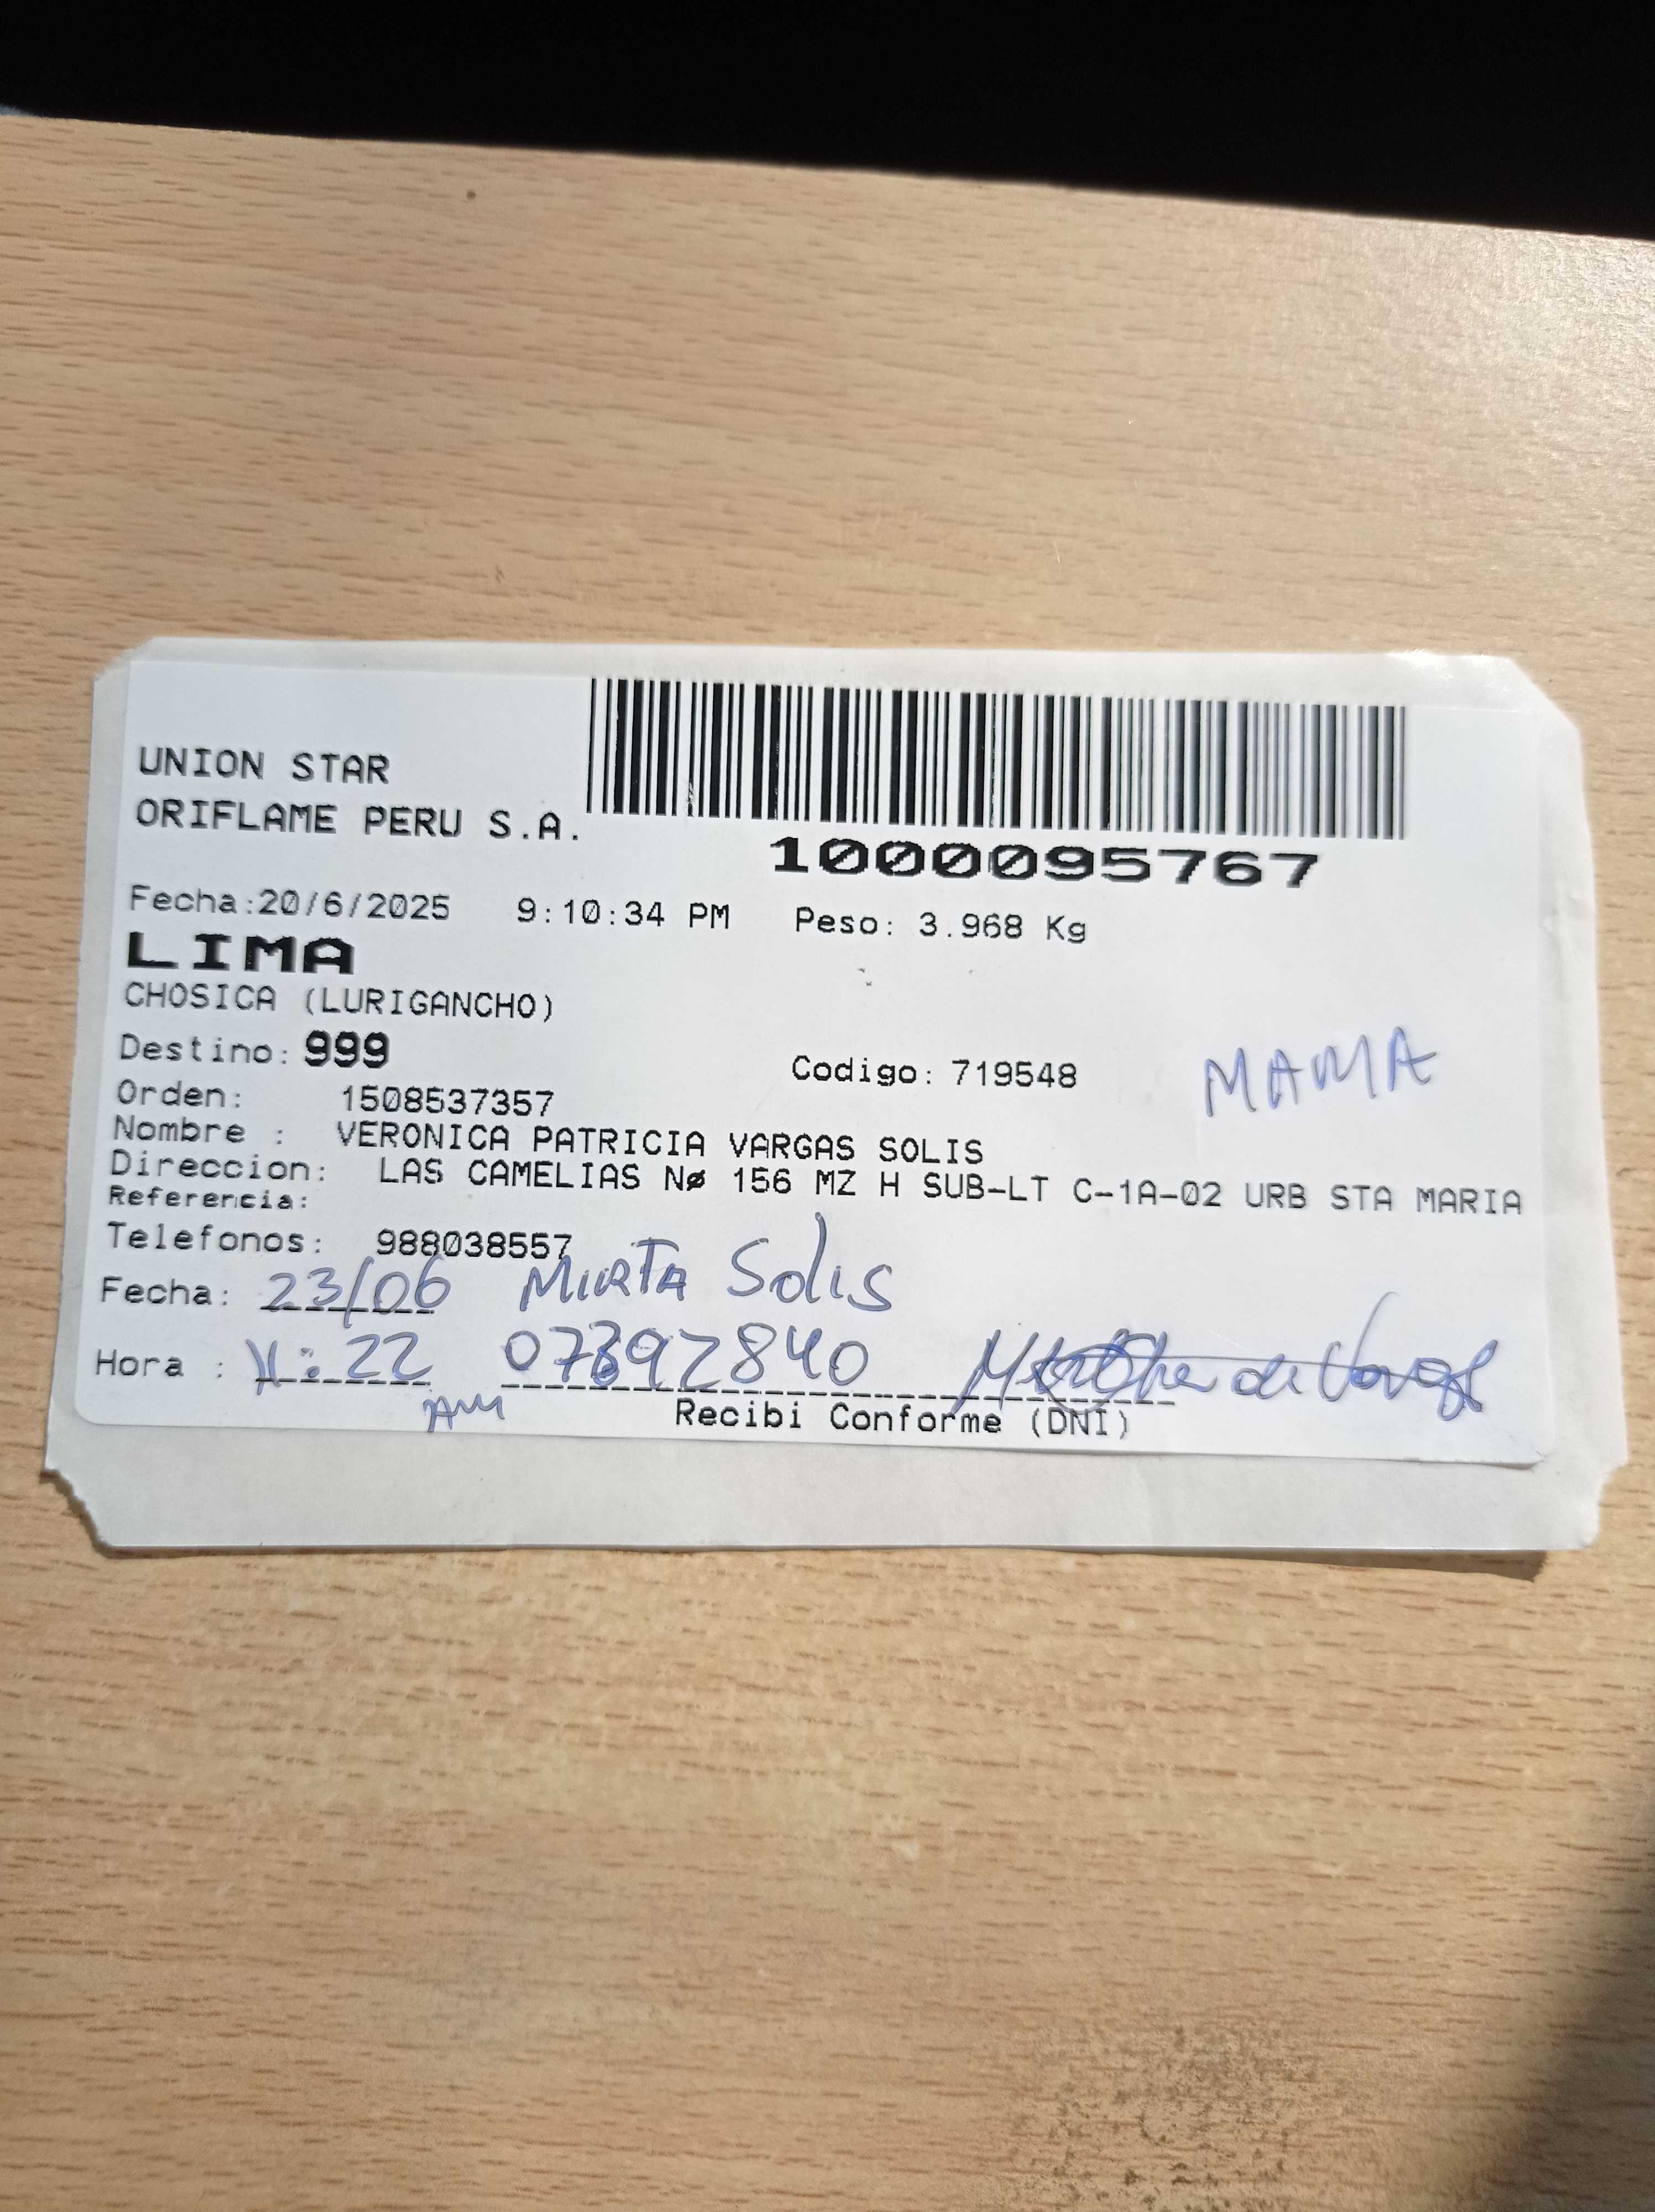 UNION STAR
ORIFLAME PERU S.A.
1000095767
Fecha:20/6/2025 9:10:34 PM Peso: 3.968 Kg
LIMA
CHOSICA (LURIGANCHO)
Destino: 999
Codigo: 719548 MAMA
Orden: 1508537357
Nombre : VERONICA PATRICIA VARGAS SOLIS
Direccion: LAS CAMELIAS Nø 156 MZ H SUB-LT C-1A-02 URB STA MARIA
Referencia:
Telefonos: 988038557
Fecha: 23/06 MIRTA Solis
Hora : 11:22 AM 07692840 de Vargas
Recibi Conforme (DNI)